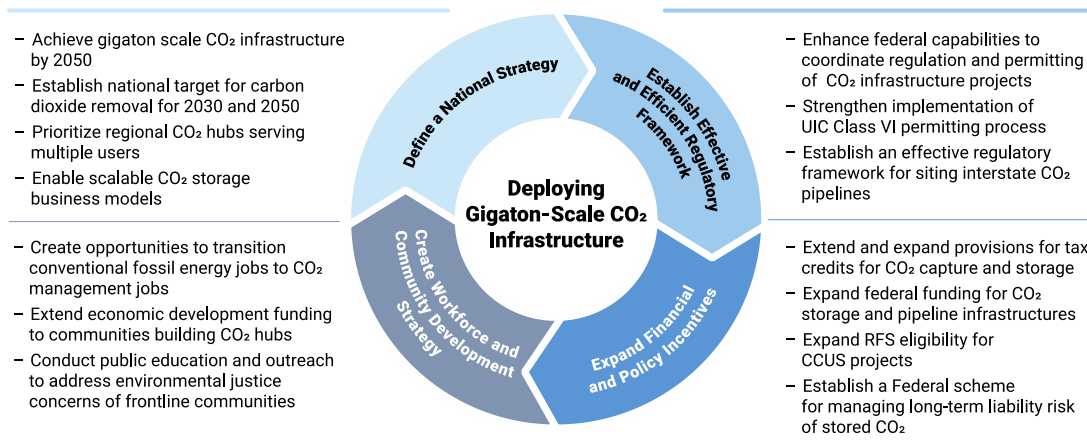 – Achieve gigaton scale CO₂ infrastructure
by 2050
– Establish national target for carbon
dioxide removal for 2030 and 2050
– Prioritize regional CO₂ hubs serving
multiple users
– Enable scalable CO₂ storage
business models
Define a National Strategy
Establish Effective
and Efficient Regulatory
Framework
– Enhance federal capabilities to
coordinate regulation and permitting
of CO₂ infrastructure projects
– Strengthen implementation of
UIC Class VI permitting process
– Establish an effective regulatory
framework for siting interstate CO₂
pipelines
Deploying
Gigaton-Scale CO₂
Infrastructure
– Create opportunities to transition
conventional fossil energy jobs to CO₂
management jobs
– Extend economic development funding
to communities building CO₂ hubs
– Conduct public education and outreach
to address environmental justice
concerns of frontline communities
Create Workforce and
Community Development
Strategy
Expand Financial
and Policy Incentives
– Extend and expand provisions for tax
credits for CO₂ capture and storage
– Expand federal funding for CO₂
storage and pipeline infrastructures
– Expand RFS eligibility for
CCUS projects
– Establish a Federal scheme
for managing long-term liability risk
of stored CO₂